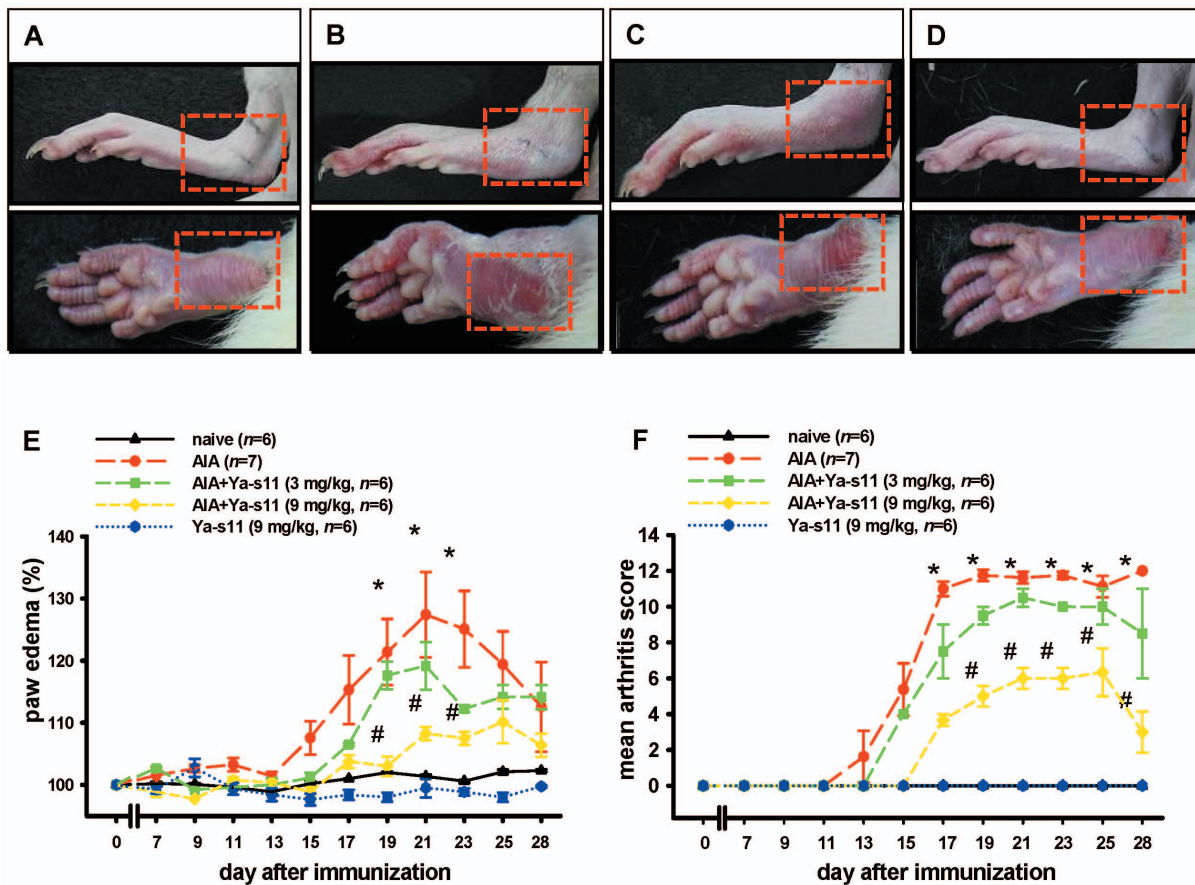 A
B
C
D
E
naive (n=6)
AIA (n=7)
AIA+Ya-s11 (3 mg/kg, n=6)
AIA+Ya-s11 (9 mg/kg, n=6)
Ya-s11 (9 mg/kg, n=6)
paw edema (%)
140
130
120
110
100
* * *
# # #
0 7 9 11 13 15 17 19 21 23 25 28
day after immunization
F
naive (n=6)
AIA (n=7)
AIA+Ya-s11 (3 mg/kg, n=6)
AIA+Ya-s11 (9 mg/kg, n=6)
Ya-s11 (9 mg/kg, n=6)
mean arthritis score
14
12
10
8
6
4
2
0
* * * * * *
# # # # #
0 7 9 11 13 15 17 19 21 23 25 28
day after immunization